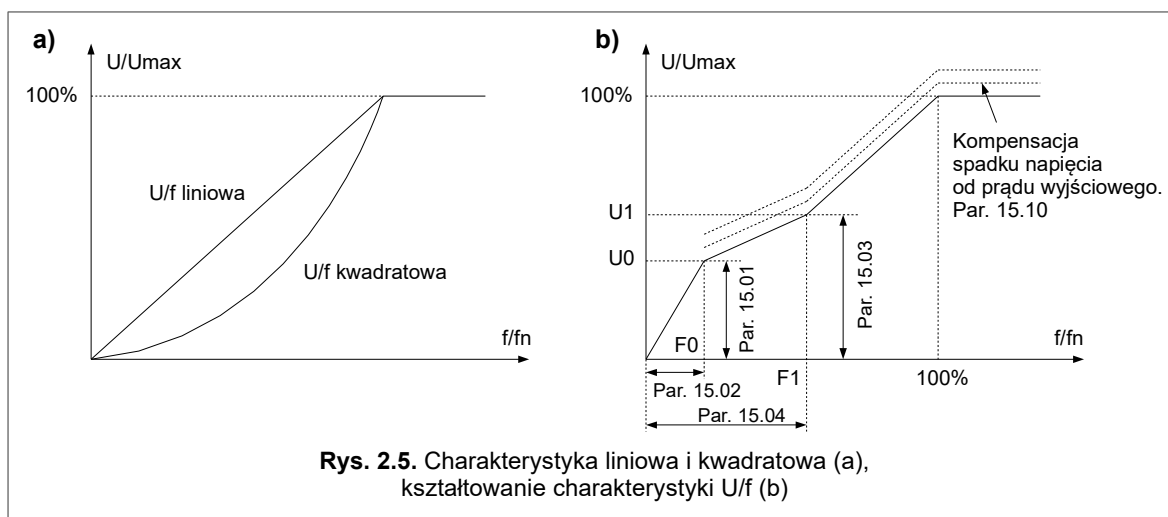 a)
U/Umax
100%
U/f liniowa
U/f kwadratowa
f/fn
b)
U/Umax
100%
Kompensacja
spadku napięcia
od prądu wyjściowego.
Par. 15.10
U1
U0
Par. 15.01
Par. 15.03
f/fn
F0
F1
100%
Par. 15.02
Par. 15.04
Rys. 2.5. Charakterystyka liniowa i kwadratowa (a),
kształtowanie charakterystyki U/f (b)